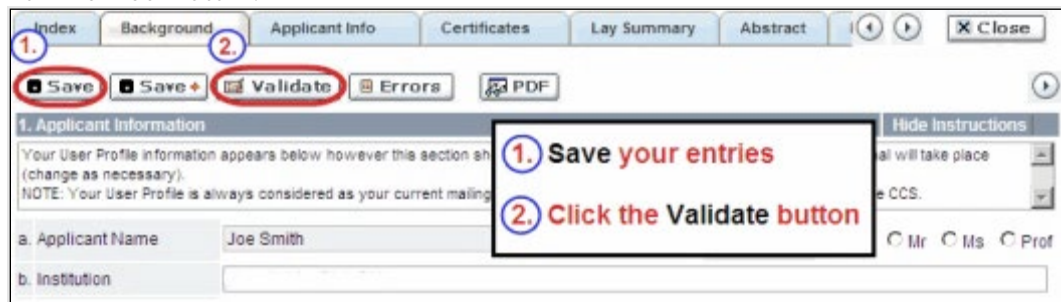 Index Background Applicant Info Certificates Lay Summary Abstract Close
1. 2.
Save Save+ Validate Errors PDF
1. Applicant Information Hide Instructions
Your User Profile information appears below however this section sh al will take place
(change as necessary).
NOTE: Your User Profile is always considered as your current mailing e CCS.
1. Save your entries
2. Click the Validate button
a. Applicant Name Joe Smith Mr Ms Prof
b. Institution